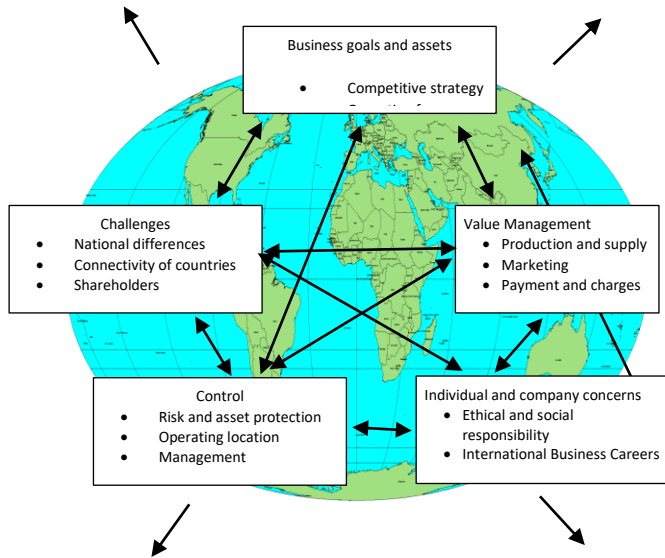 Business goals and assets
• Competitive strategy
Challenges
• National differences
• Connectivity of countries
• Shareholders
Value Management
• Production and supply
• Marketing
• Payment and charges
Control
• Risk and asset protection
• Operating location
• Management
Individual and company concerns
• Ethical and social
responsibility
• International Business Careers